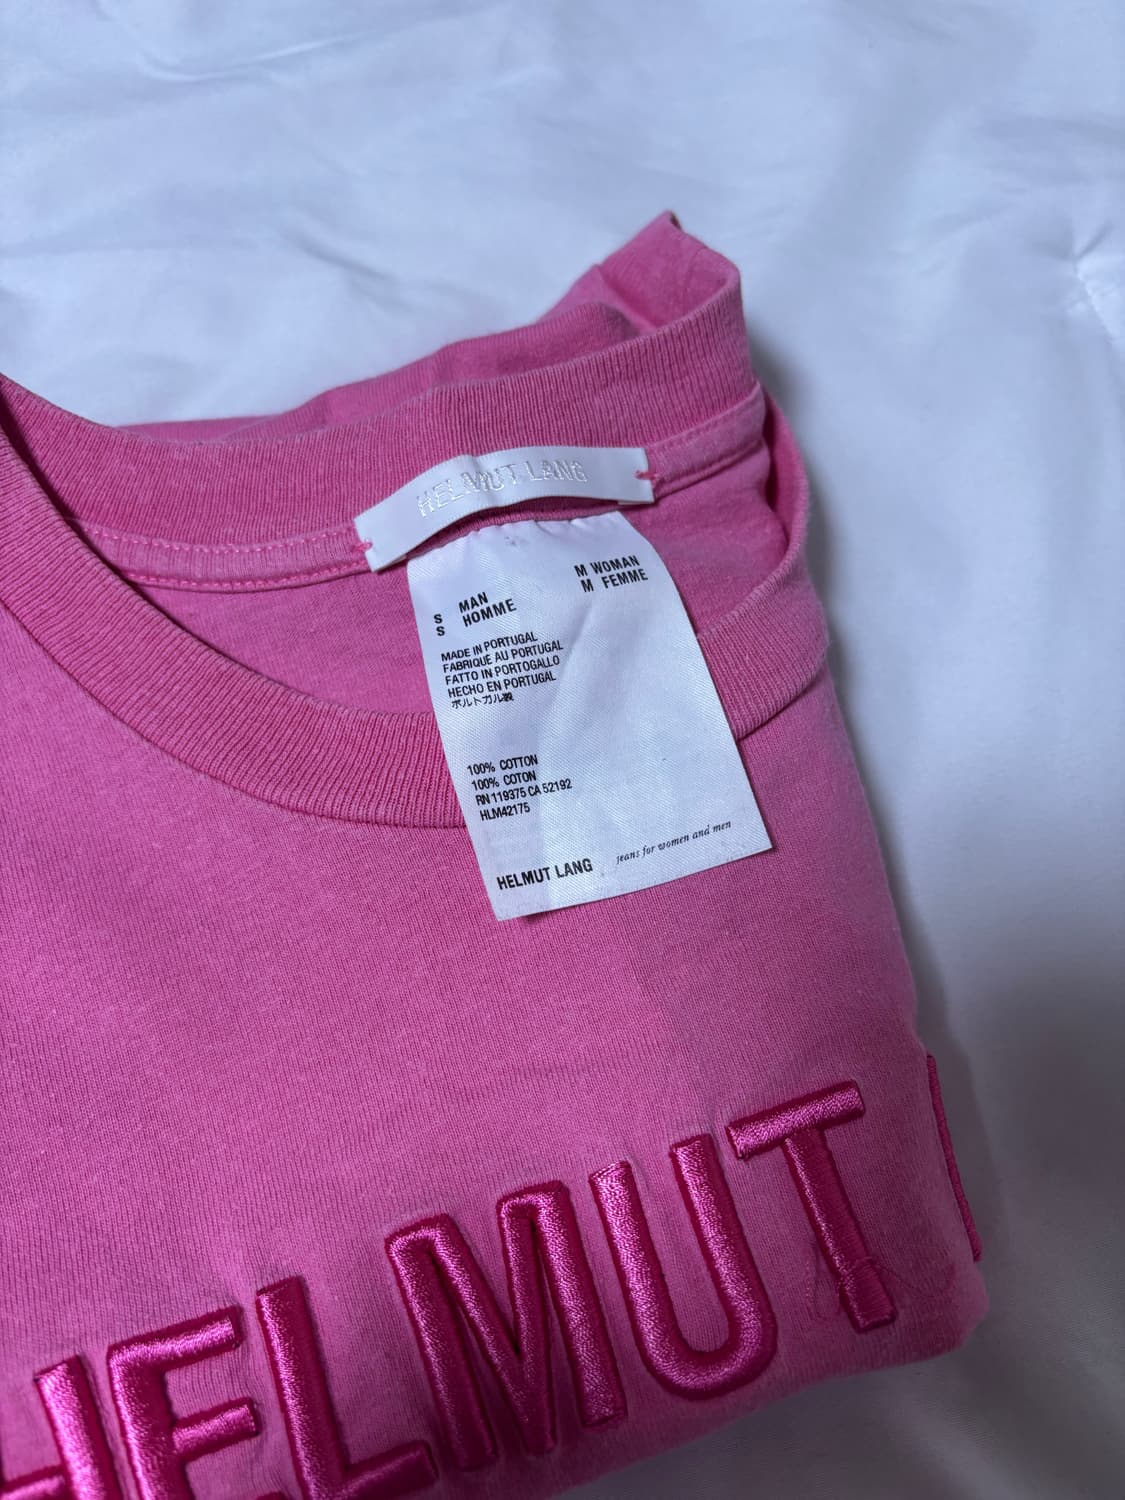 HELMUT LANG
S MAN
S HOMME
M WOMAN
M FEMME
MADE IN PORTUGAL
FABRIQUE AU PORTUGAL
FATTO IN PORTOGALLO
HECHO EN PORTUGAL
ポルトガル製
100% COTTON
100% COTON
RN 119375 CA 52192
HLM42175
HELMUT LANG jeans for women and men
HELMUT